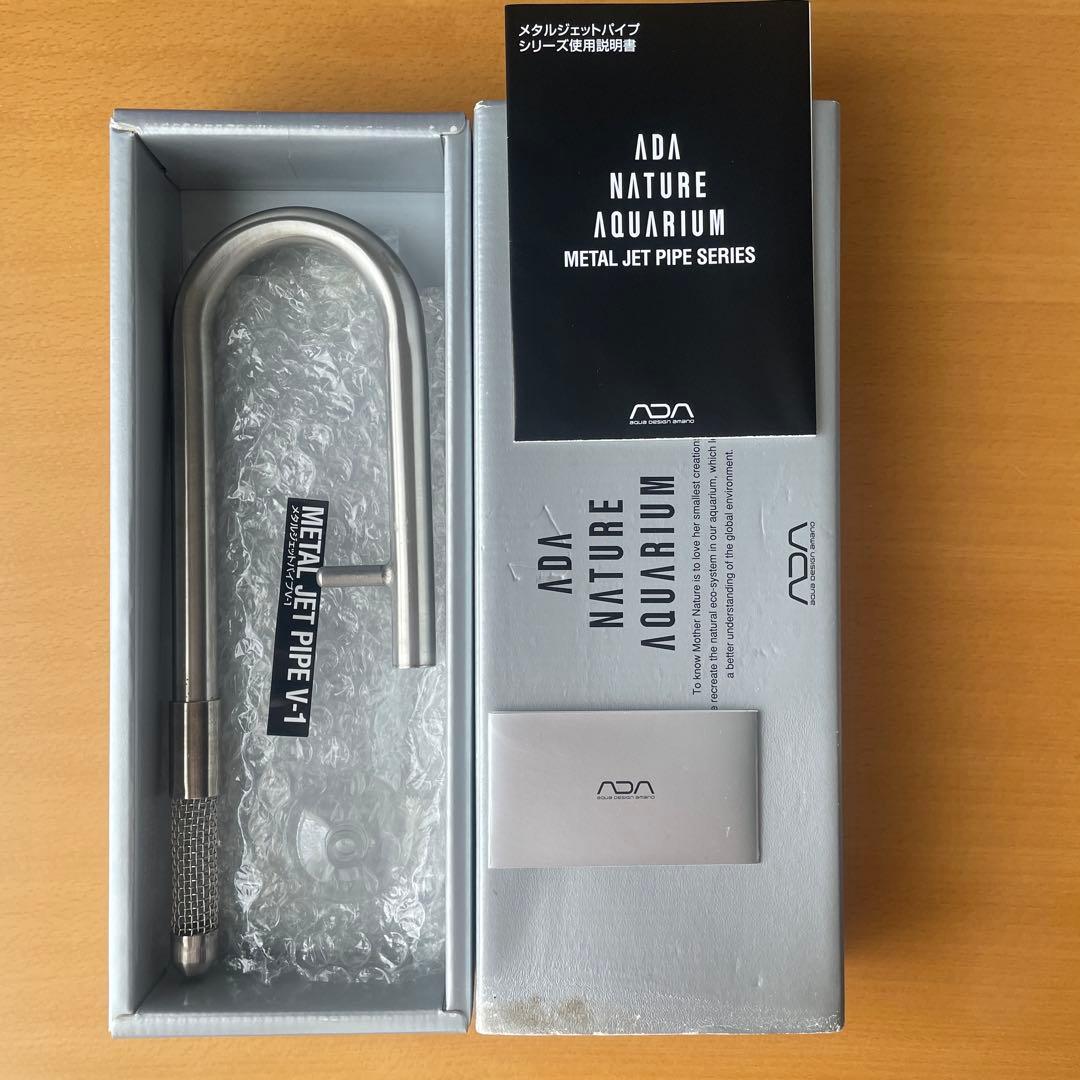 メタルジェットパイプ
シリーズ使用説明書
ADA
NATURE
AQUARIUM
METAL JET PIPE SERIES
ADA
aqua design amano
METAL JET PIPE V-1
メタルジェットパイプV-1
ADA
NATURE
AQUARIUM
To know Mother Nature is to love her smallest creations
recreate the natural eco-system in our aquarium, which
a better understanding of the global environment.
ADA
aqua design amano
ADA
aqua design amano